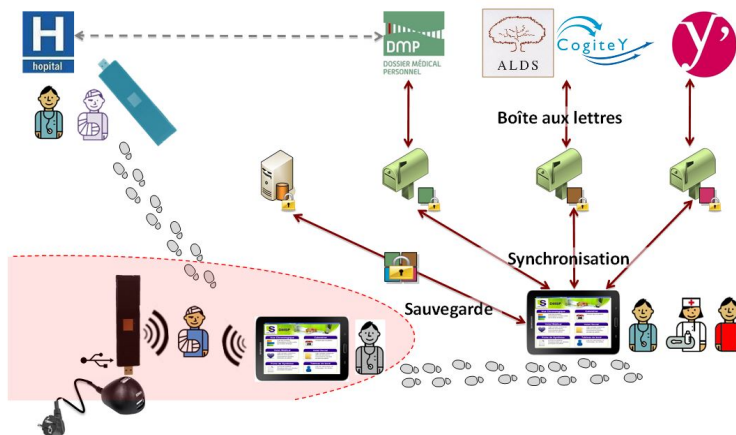 H
hopital
DMP
DOSSIER MÉDICAL
PERSONNEL
ALDS
CogiteY
y'
Boîte aux lettres
Synchronisation
Sauvegarde